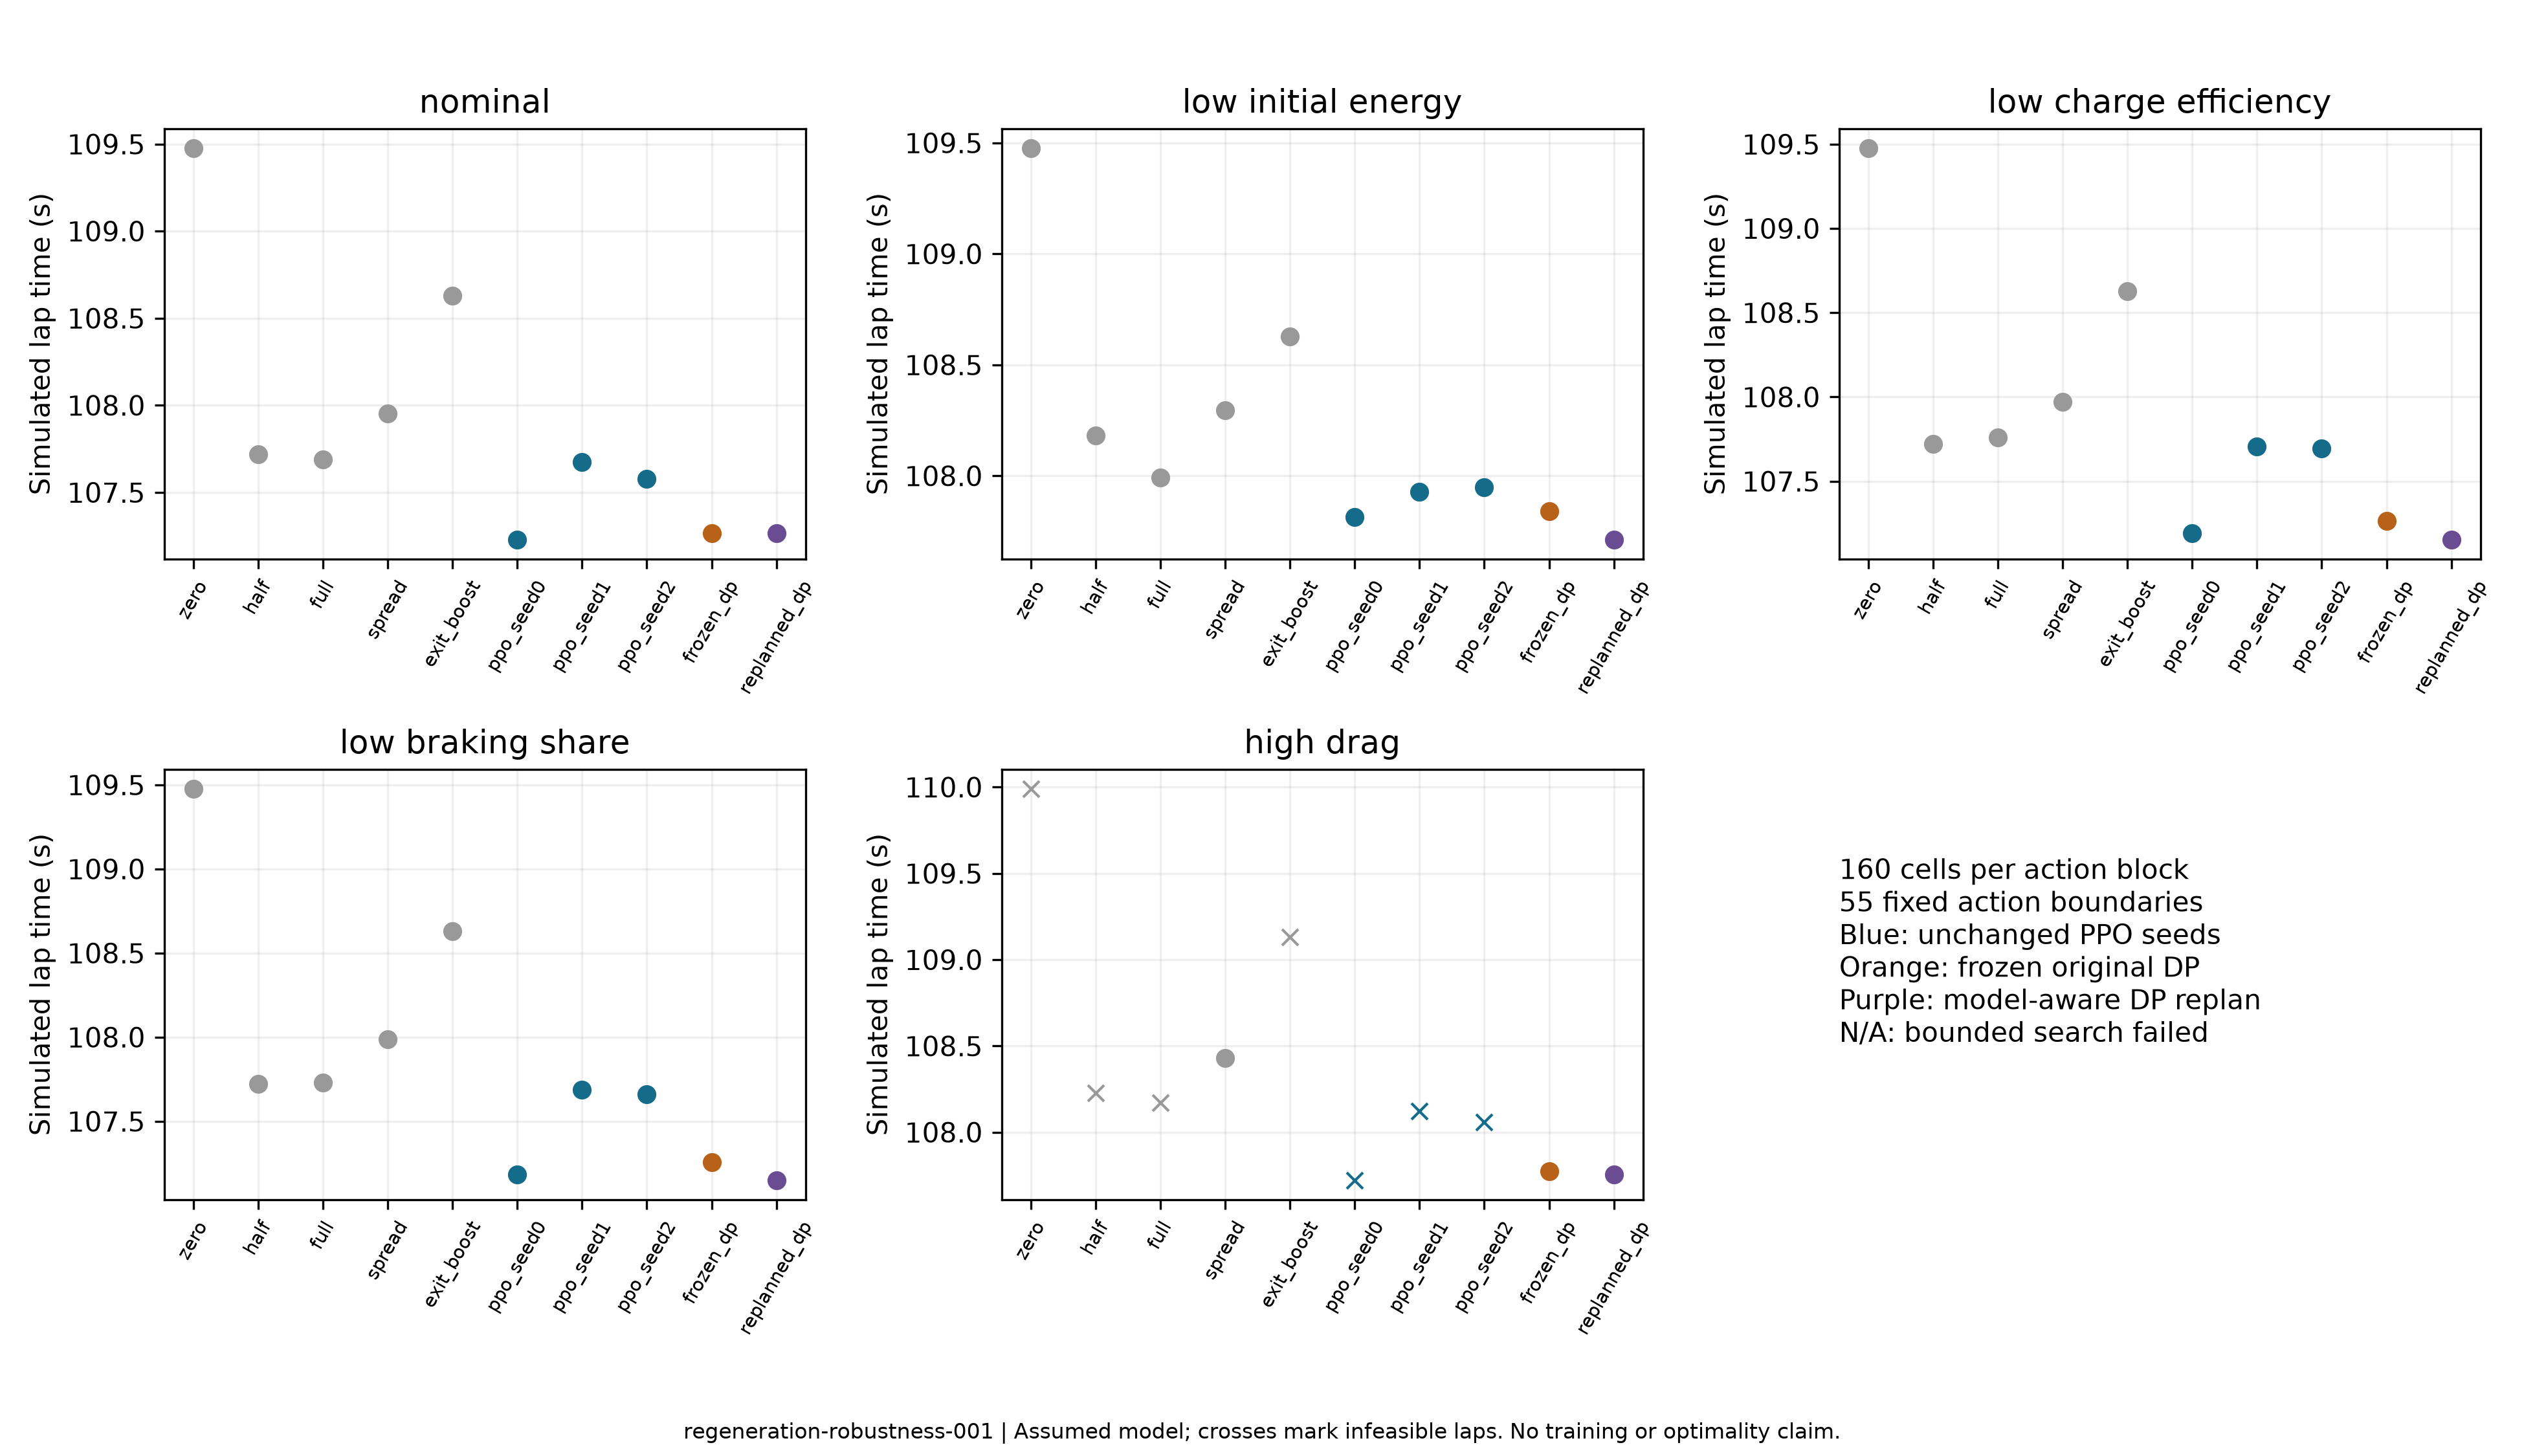 nominal
Simulated lap time (s)
109.5
109.0
108.5
108.0
107.5
zero
half
full
spread
exit_boost
ppo_seed0
ppo_seed1
ppo_seed2
frozen_dp
replanned_dp
low initial energy
Simulated lap time (s)
109.5
109.0
108.5
108.0
zero
half
full
spread
exit_boost
ppo_seed0
ppo_seed1
ppo_seed2
frozen_dp
replanned_dp
low charge efficiency
Simulated lap time (s)
109.5
109.0
108.5
108.0
107.5
zero
half
full
spread
exit_boost
ppo_seed0
ppo_seed1
ppo_seed2
frozen_dp
replanned_dp
low braking share
Simulated lap time (s)
109.5
109.0
108.5
108.0
107.5
zero
half
full
spread
exit_boost
ppo_seed0
ppo_seed1
ppo_seed2
frozen_dp
replanned_dp
high drag
Simulated lap time (s)
110.0
109.5
109.0
108.5
108.0
zero
half
full
spread
exit_boost
ppo_seed0
ppo_seed1
ppo_seed2
frozen_dp
replanned_dp
160 cells per action block
55 fixed action boundaries
Blue: unchanged PPO seeds
Orange: frozen original DP
Purple: model-aware DP replan
N/A: bounded search failed
regeneration-robustness-001 | Assumed model; crosses mark infeasible laps. No training or optimality claim.